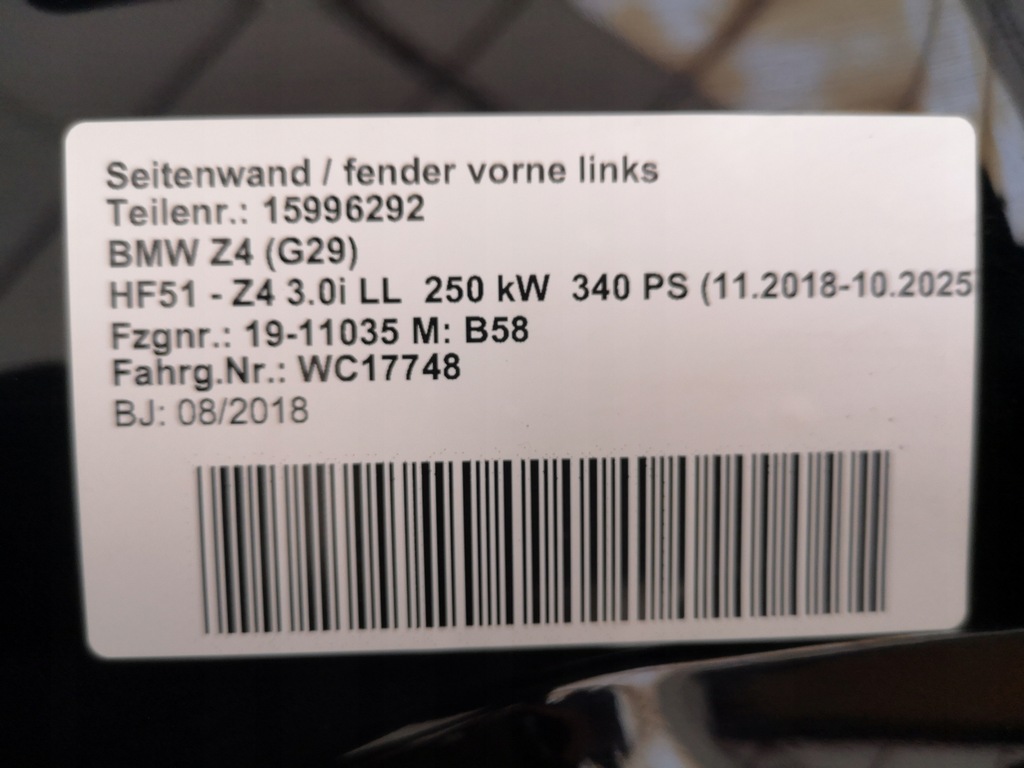 Seitenwand / fender vorne links
Teilenr.: 15996292
BMW Z4 (G29)
HF51 - Z4 3.0i LL 250 kW 340 PS (11.2018-10.2025
Fzgnr.: 19-11035 M: B58
Fahrg.Nr.: WC17748
BJ: 08/2018